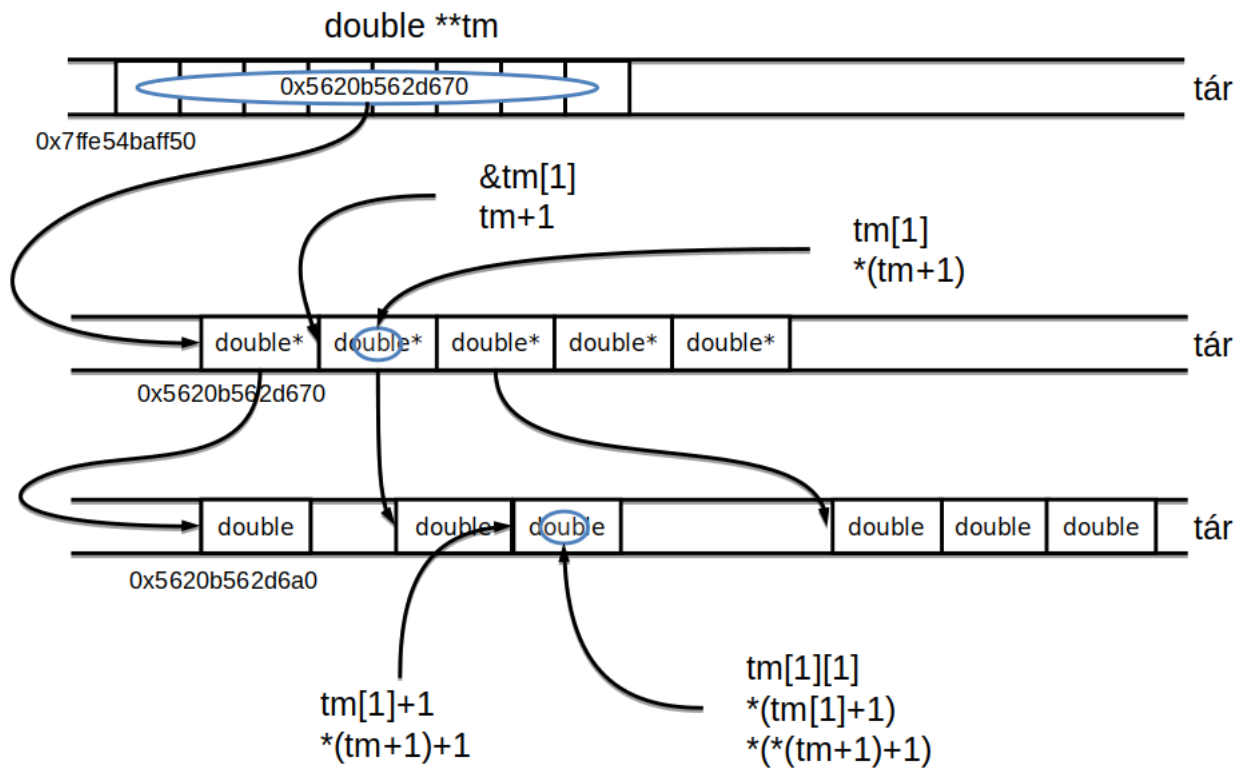 double **tm
0x5620b562d670
tár
0x7ffe54baff50
&tm[1]
tm+1
tm[1]
*(tm+1)
double* double* double* double* double*
tár
0x5620b562d670
double double double double double double
tár
0x5620b562d6a0
tm[1]+1
*(tm+1)+1
tm[1][1]
*(tm[1]+1)
*(*(tm+1)+1)